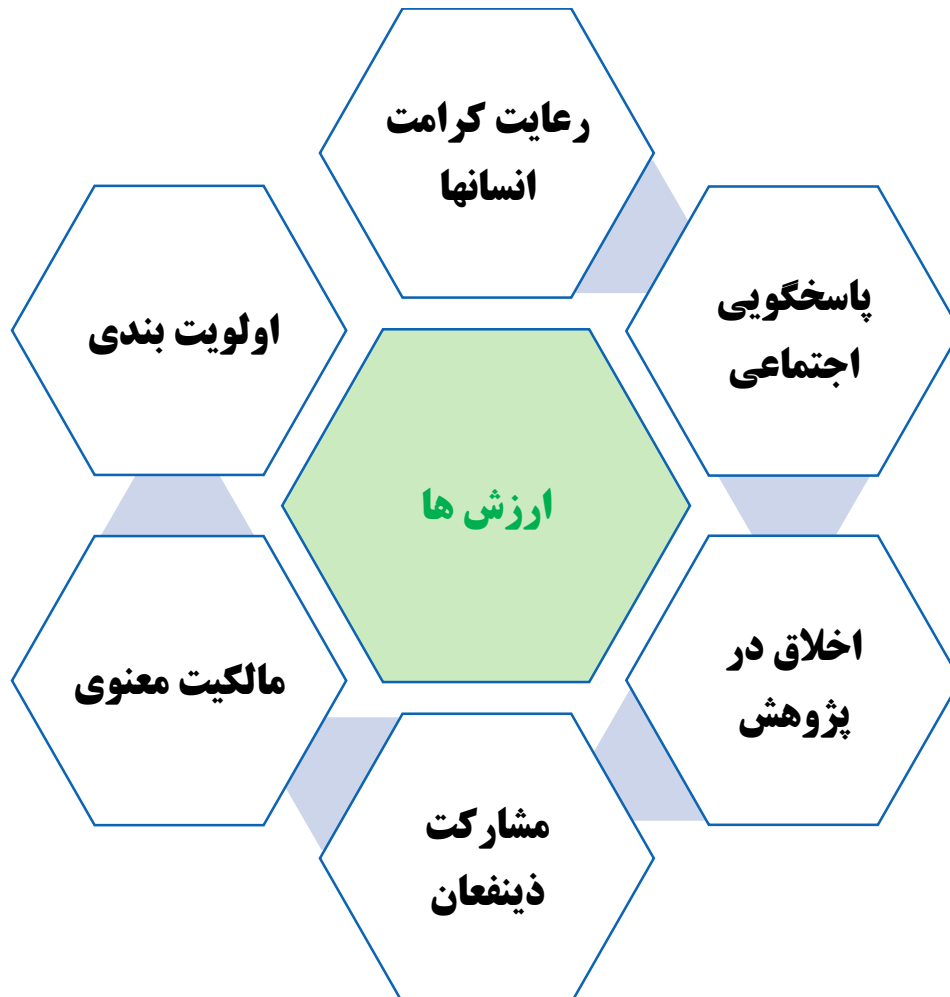 رعایت کرامت
انسانها
پاسخگویی
اجتماعی
اولویت بندی
ارزش ها
اخلاق در
پژوهش
مالکیت معنوی
مشارکت
ذینفعان